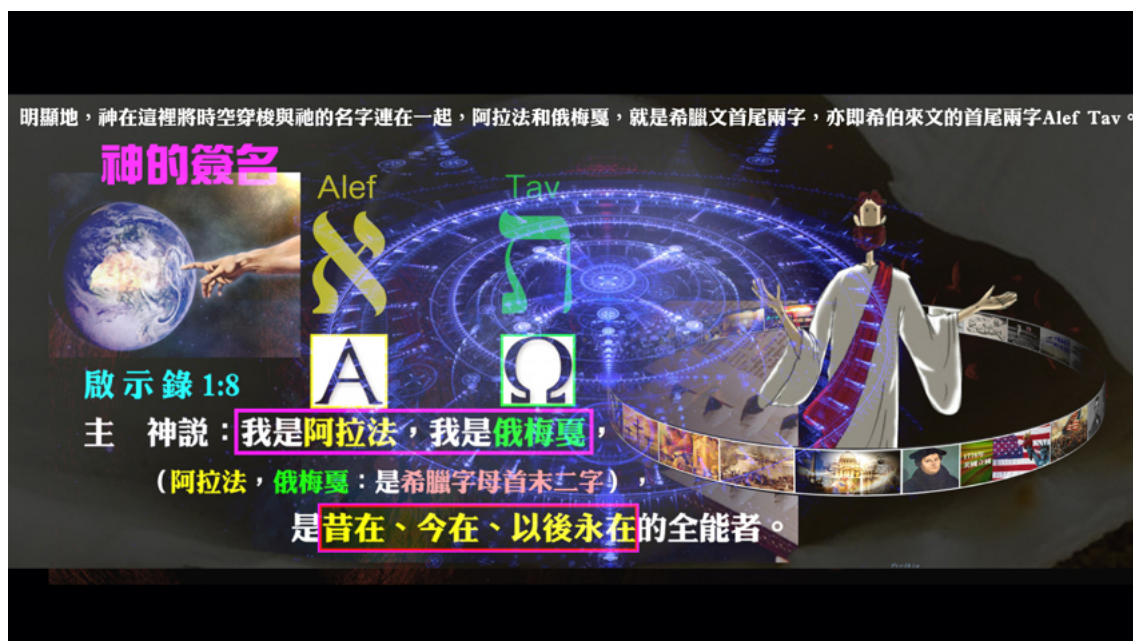 明顯地，神在這裡將時空穿梭與祂的名字連在一起，阿拉法和俄梅戛，就是希臘文首尾兩字，亦即希伯來文的首尾兩字Alef Tav。
神的簽名
Alef Tav
א ת
Α Ω
啟示錄 1:8
主　神説：我是阿拉法，我是俄梅戛，
（阿拉法，俄梅戛：是希臘字母首末二字），
是昔在、今在、以後永在的全能者。